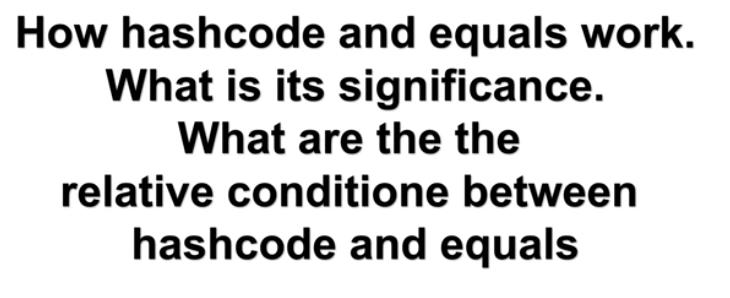 How hashcode and equals work.
What is its significance.
What are the the
relative conditione between
hashcode and equals